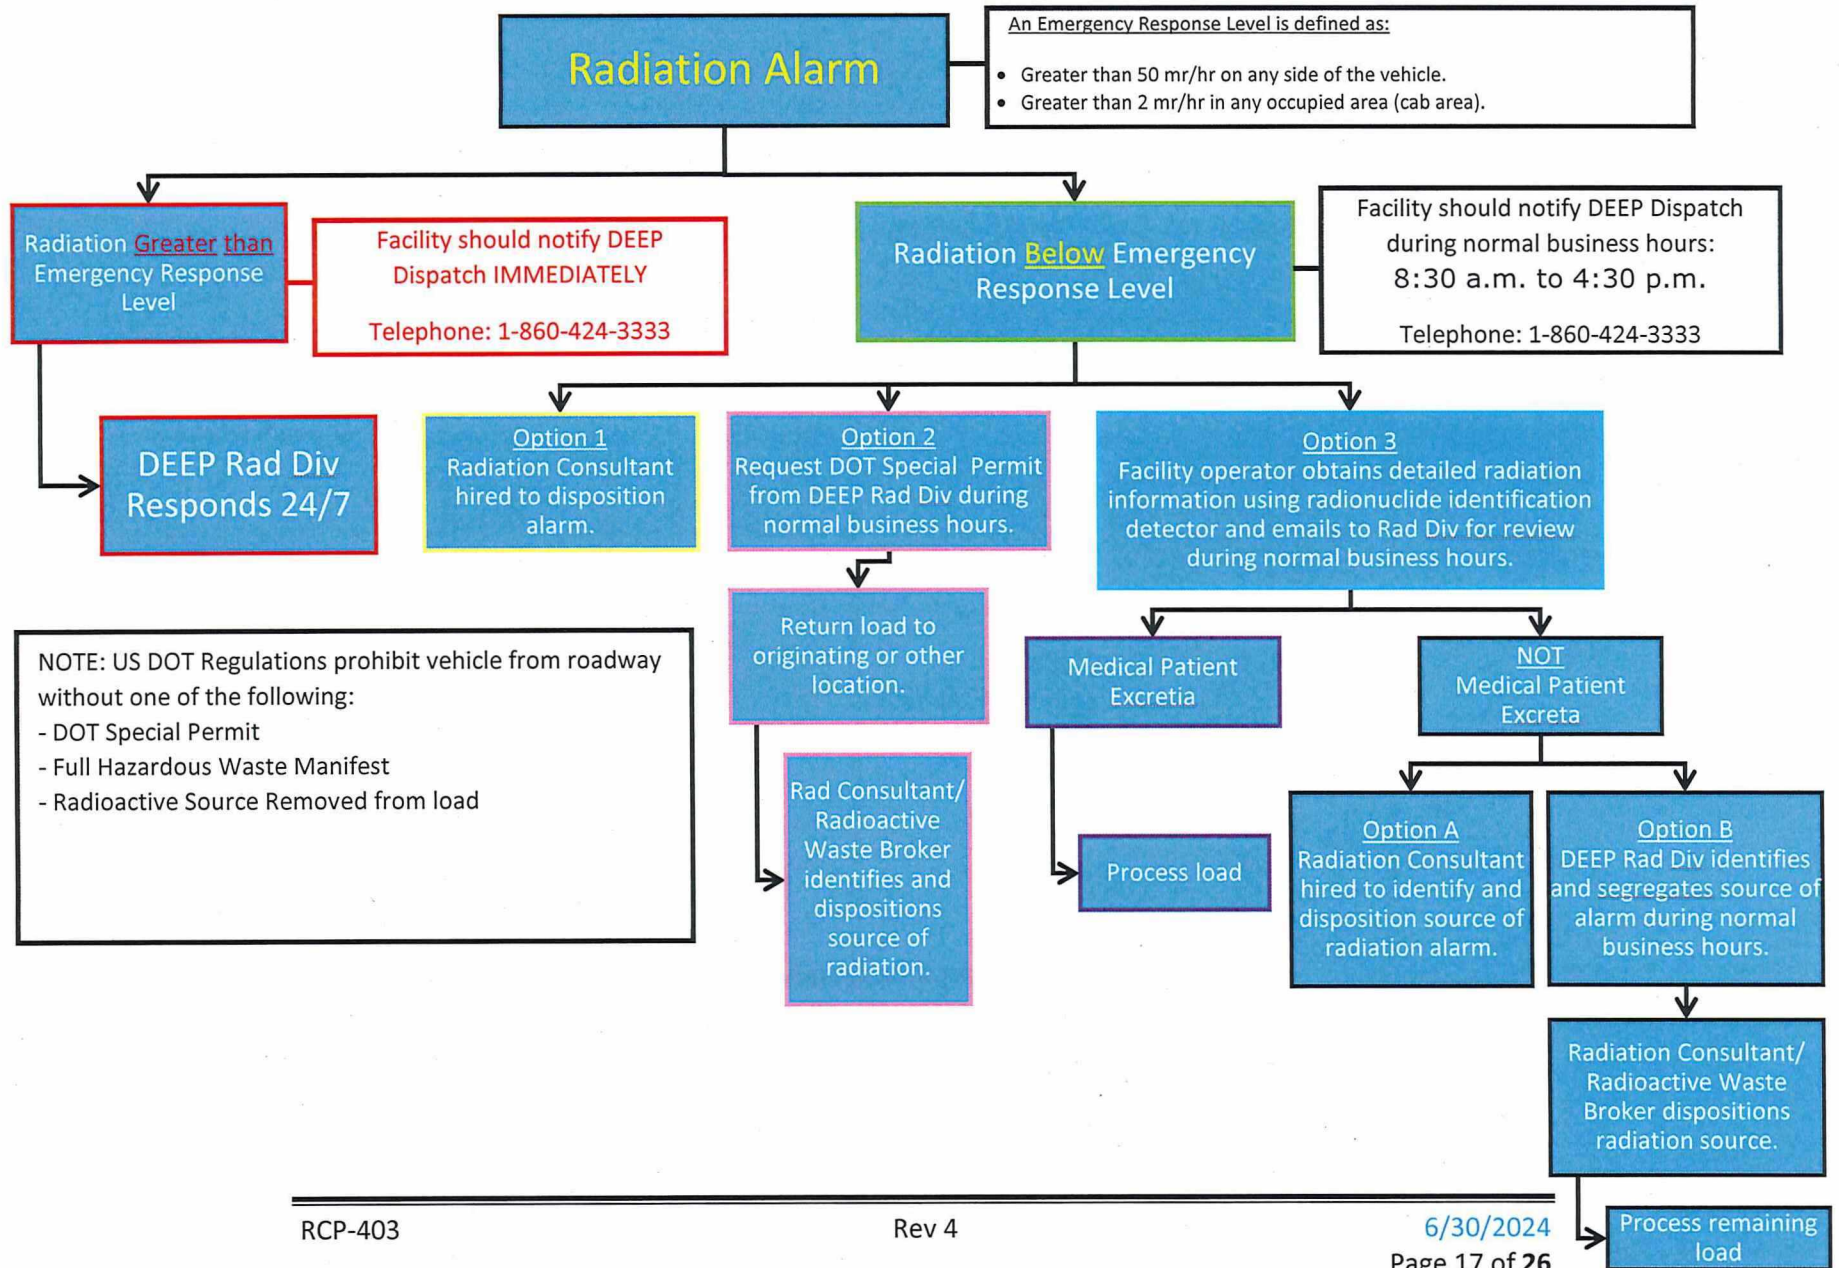 Radiation Alarm
An Emergency Response Level is defined as:
• Greater than 50 mr/hr on any side of the vehicle.
• Greater than 2 mr/hr in any occupied area (cab area).
Radiation Greater than
Emergency Response
Level
Facility should notify DEEP
Dispatch IMMEDIATELY
Telephone: 1-860-424-3333
Radiation Below Emergency
Response Level
Facility should notify DEEP Dispatch
during normal business hours:
8:30 a.m. to 4:30 p.m.
Telephone: 1-860-424-3333
DEEP Rad Div
Responds 24/7
Option 1
Radiation Consultant
hired to disposition
alarm.
Option 2
Request DOT Special Permit
from DEEP Rad Div during
normal business hours.
Option 3
Facility operator obtains detailed radiation
information using radionuclide identification
detector and emails to Rad Div for review
during normal business hours.
Return load to
originating or other
location.
Rad Consultant/
Radioactive
Waste Broker
identifies and
dispositions
source of
radiation.
Medical Patient
Excretia
Process load
NOT
Medical Patient
Excreta
Option A
Radiation Consultant
hired to identify and
disposition source of
radiation alarm.
Option B
DEEP Rad Div identifies
and segregates source of
alarm during normal
business hours.
Radiation Consultant/
Radioactive Waste
Broker dispositions
radiation source.
Process remaining
load
NOTE: US DOT Regulations prohibit vehicle from roadway
without one of the following:
- DOT Special Permit
- Full Hazardous Waste Manifest
- Radioactive Source Removed from load
RCP-403
Rev 4
6/30/2024
Page 17 of 26